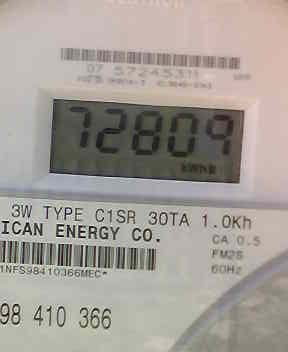 07 57245311
72809
KWHR
3W TYPE C1SR 30TA 1.0Kh
ICAN ENERGY CO.
CA 0.5
FM2S
60Hz
1NFS98410366MEC*
98 410 366